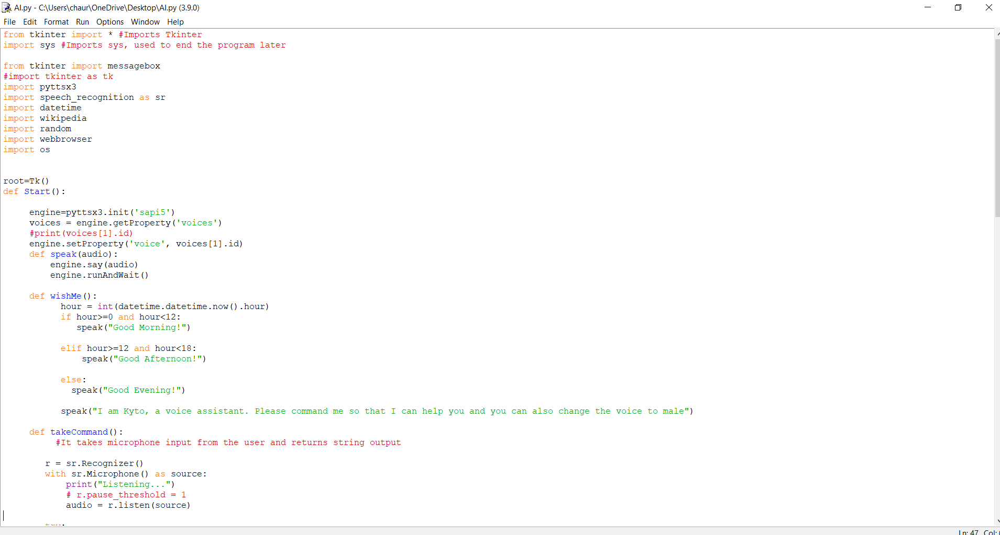 AI.py - C:\Users\chaur\OneDrive\Desktop\AI.py (3.9.0)
File Edit Format Run Options Window Help
from tkinter import * #Imports Tkinter
import sys #Imports sys, used to end the program later

from tkinter import messagebox
#import tkinter as tk
import pyttsx3
import speech_recognition as sr
import datetime
import wikipedia
import random
import webbrowser
import os


root=Tk()
def Start():

     engine=pyttsx3.init('sapi5')
     voices = engine.getProperty('voices')
     #print(voices[1].id)
     engine.setProperty('voice', voices[1].id)
     def speak(audio):
         engine.say(audio)
         engine.runAndWait()

     def wishMe():
           hour = int(datetime.datetime.now().hour)
           if hour>=0 and hour<12:
              speak("Good Morning!")

           elif hour>=12 and hour<18:
               speak("Good Afternoon!")

           else:
             speak("Good Evening!")

           speak("I am Kyto, a voice assistant. Please command me so that I can help you and you can also change the voice to male")

     def takeCommand():
          #It takes microphone input from the user and returns string output

        r = sr.Recognizer()
        with sr.Microphone() as source:
            print("Listening...")
            # r.pause_threshold = 1
            audio = r.listen(source)

        try:
Ln: 47 Col: